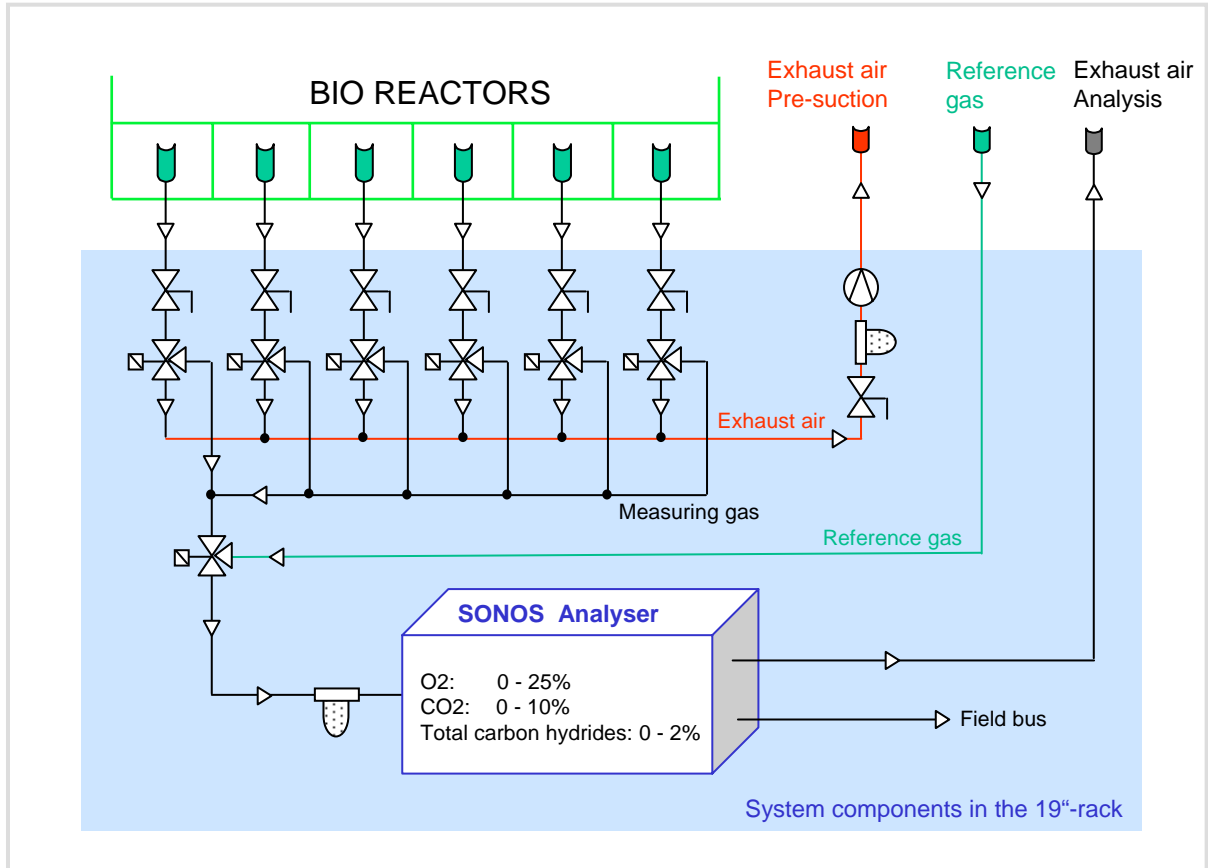 BIO REACTORS
Exhaust air
Pre-suction
Reference
gas
Exhaust air
Analysis
Exhaust air
Measuring gas
Reference gas
SONOS Analyser
O2: 0 - 25%
CO2: 0 - 10%
Total carbon hydrides: 0 - 2%
Field bus
System components in the 19“-rack